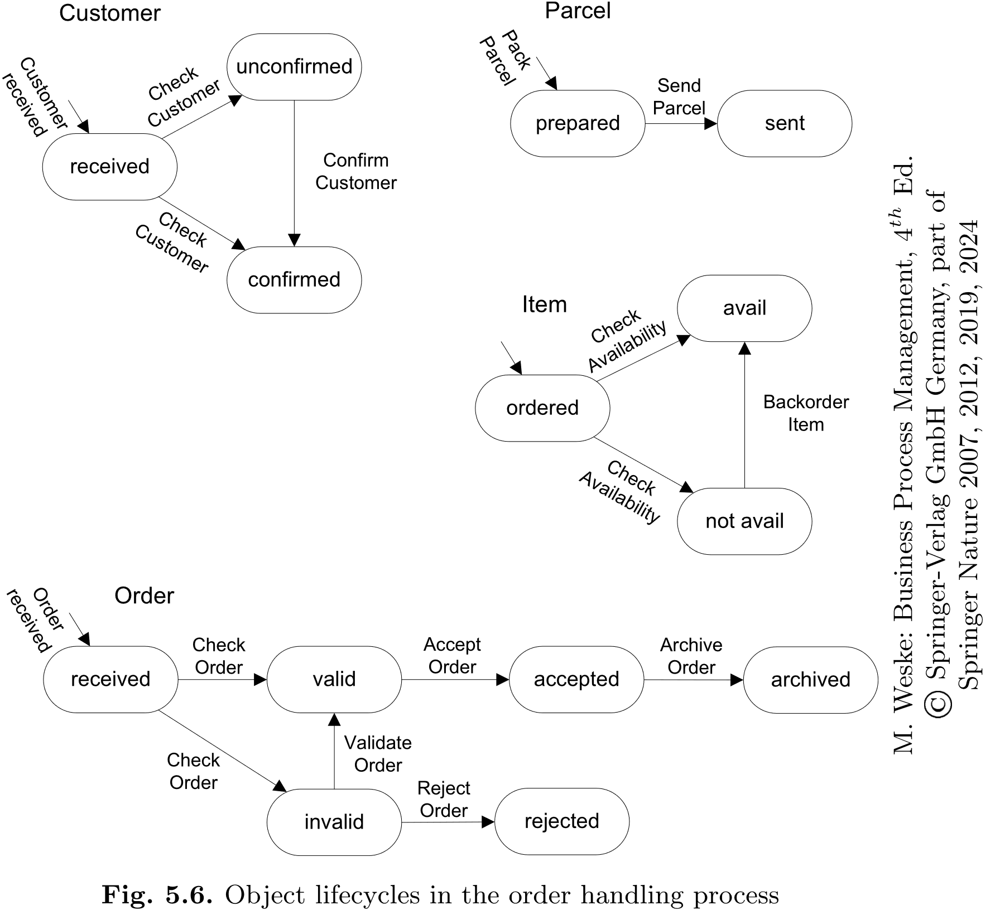 Customer
Customer
received
Check
Customer
unconfirmed
received
Confirm
Customer
Check
Customer
confirmed
Parcel
Pack
Parcel
Send
Parcel
prepared
sent
Item
Check
Availability
avail
ordered
Backorder
Item
Check
Availability
not avail
Order
Order
received
Check
Order
Accept
Order
Archive
Order
received
valid
accepted
archived
Validate
Order
Check
Order
Reject
Order
invalid
rejected
M. Weske: Business Process Management, 4th Ed.
© Springer-Verlag GmbH Germany, part of
Springer Nature 2007, 2012, 2019, 2024
Fig. 5.6. Object lifecycles in the order handling process